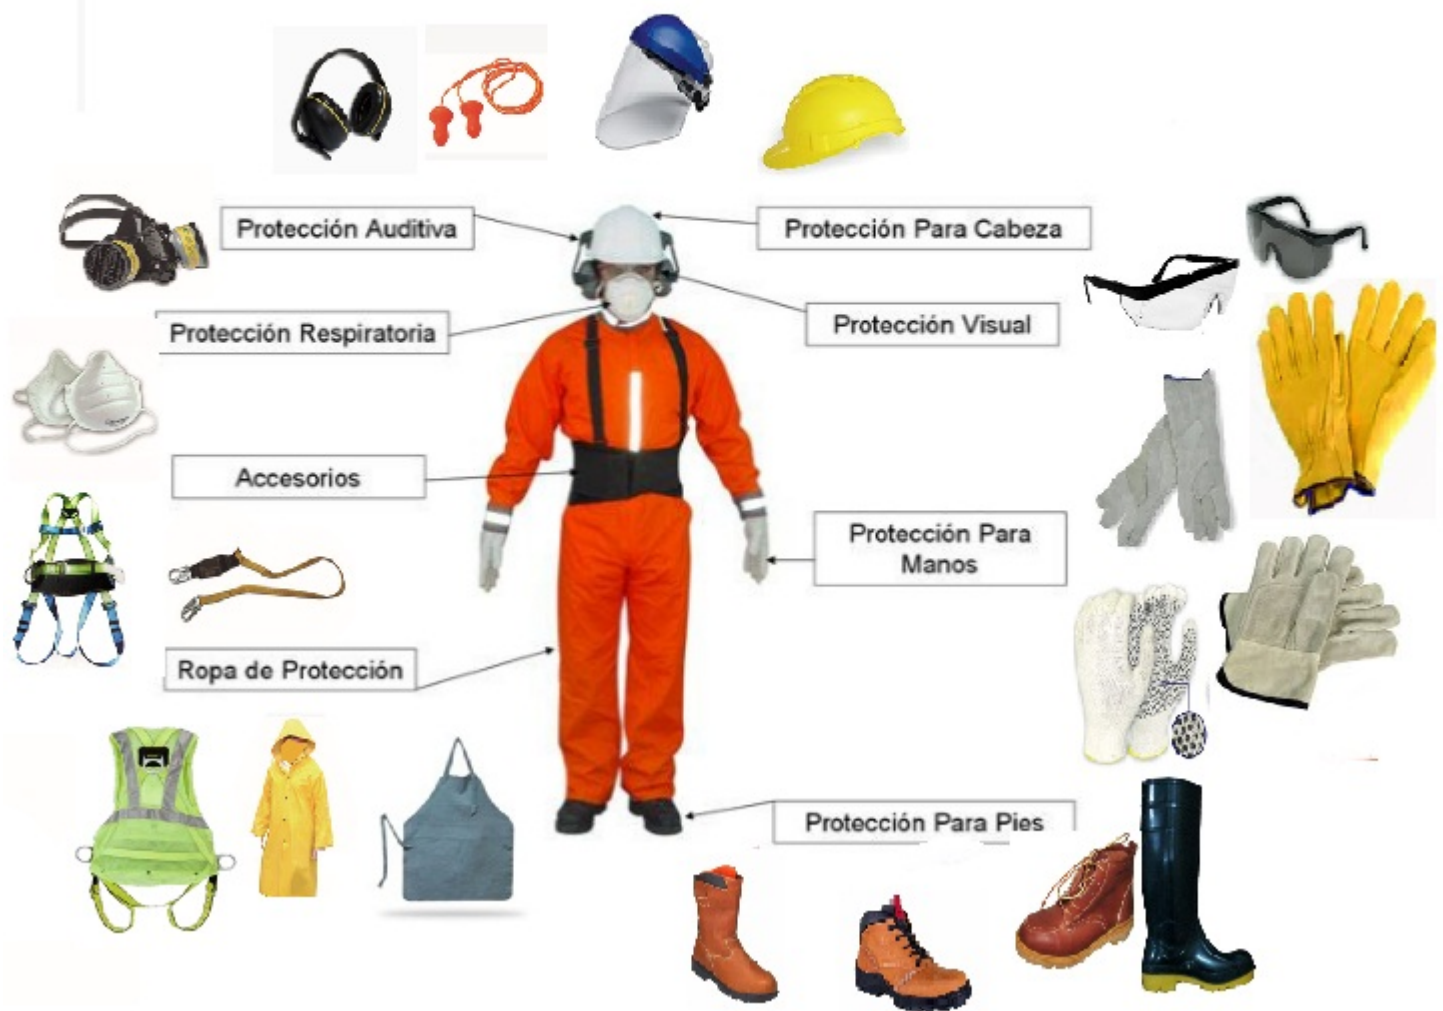 Protección Auditiva
Protección Para Cabeza
Protección Respiratoria
Protección Visual
Accesorios
Protección Para
Manos
Ropa de Protección
Protección Para Pies